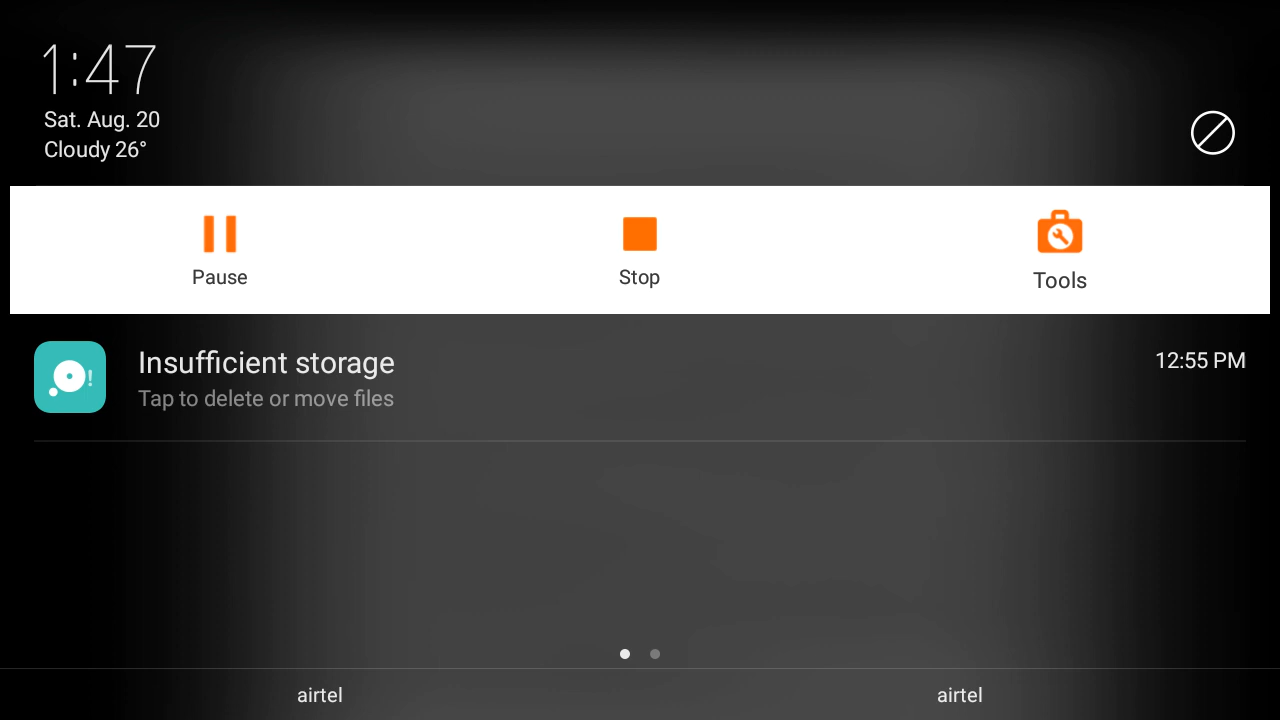 1:47
Sat. Aug. 20
Cloudy 26°
Pause
Stop
Tools
Insufficient storage
12:55 PM
Tap to delete or move files
airtel
airtel